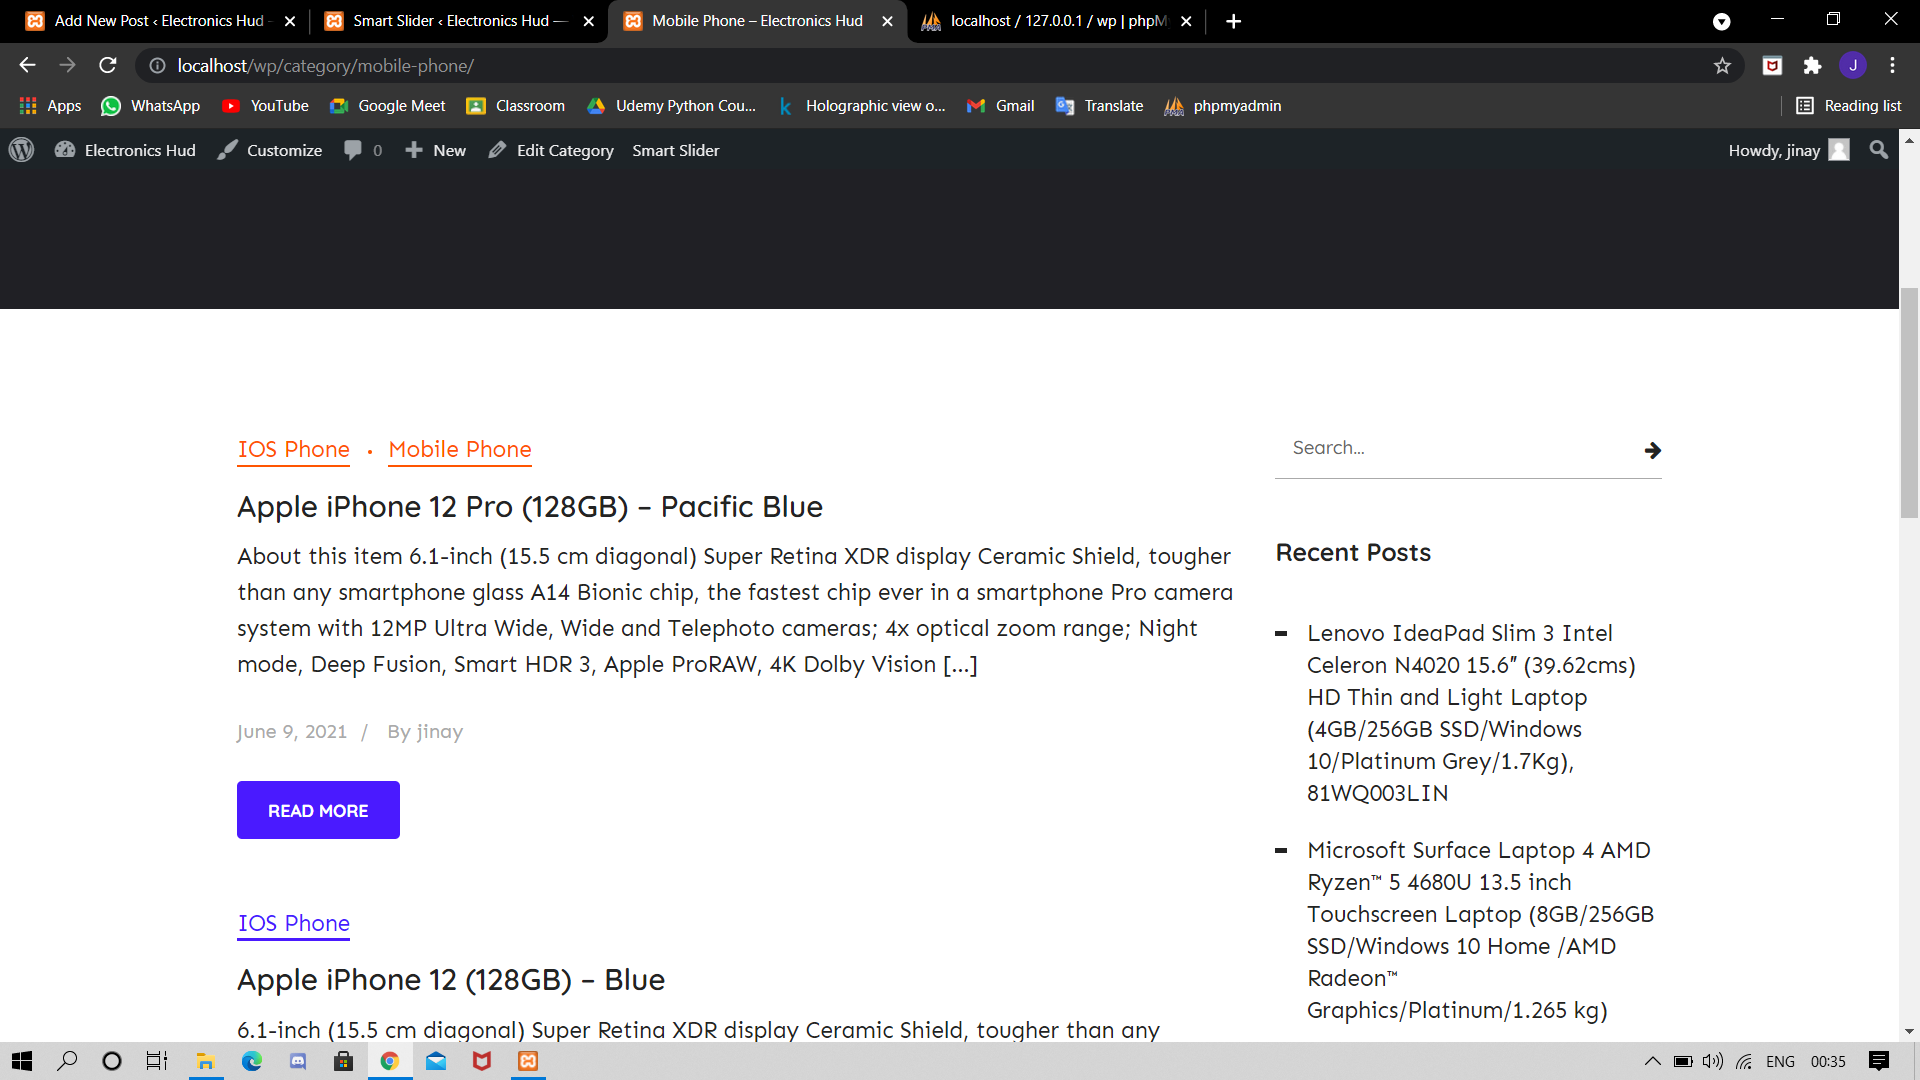 Add New Post ‹ Electronics Hud -
Smart Slider ‹ Electronics Hud —
Mobile Phone – Electronics Hud
localhost / 127.0.0.1 / wp | phpM
localhost/wp/category/mobile-phone/
J
Apps
WhatsApp
YouTube
Google Meet
Classroom
Udemy Python Cou...
k
Holographic view o...
Gmail
Translate
phpmyadmin
Reading list
Electronics Hud
Customize
0
New
Edit Category
Smart Slider
Howdy, jinay
IOS Phone • Mobile Phone
Apple iPhone 12 Pro (128GB) – Pacific Blue
About this item 6.1-inch (15.5 cm diagonal) Super Retina XDR display Ceramic Shield, tougher
than any smartphone glass A14 Bionic chip, the fastest chip ever in a smartphone Pro camera
system with 12MP Ultra Wide, Wide and Telephoto cameras; 4x optical zoom range; Night
mode, Deep Fusion, Smart HDR 3, Apple ProRAW, 4K Dolby Vision […]
June 9, 2021 / By jinay
READ MORE
IOS Phone
Apple iPhone 12 (128GB) – Blue
6.1-inch (15.5 cm diagonal) Super Retina XDR display Ceramic Shield, tougher than any
Search…
Recent Posts
Lenovo IdeaPad Slim 3 Intel
Celeron N4020 15.6″ (39.62cms)
HD Thin and Light Laptop
(4GB/256GB SSD/Windows
10/Platinum Grey/1.7Kg),
81WQ003LIN
Microsoft Surface Laptop 4 AMD
Ryzen™ 5 4680U 13.5 inch
Touchscreen Laptop (8GB/256GB
SSD/Windows 10 Home /AMD
Radeon™
Graphics/Platinum/1.265 kg)
ENG
00:35